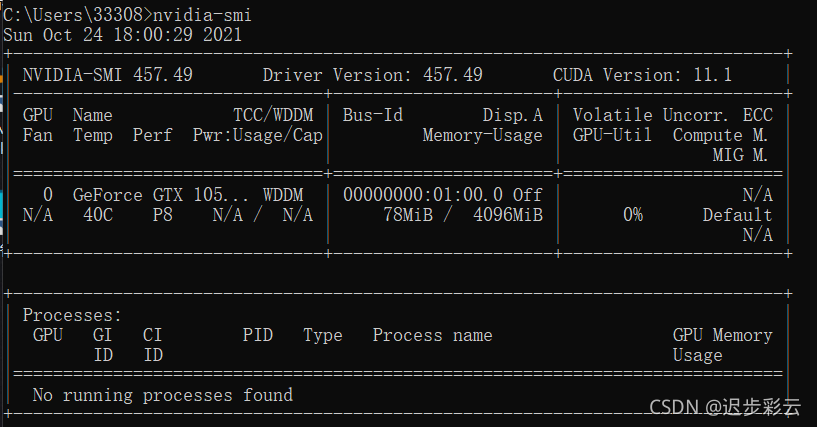 C:\Users\33308>nvidia-smi
Sun Oct 24 18:00:29 2021
NVIDIA-SMI 457.49 Driver Version: 457.49 CUDA Version: 11.1
GPU Name TCC/WDDM Bus-Id Disp.A Volatile Uncorr. ECC
Fan Temp Perf Pwr:Usage/Cap Memory-Usage GPU-Util Compute M.
MIG M.
0 GeForce GTX 105... WDDM 00000000:01:00.0 Off N/A
N/A 40C P8 N/A / N/A 78MiB / 4096MiB 0% Default
N/A
Processes:
GPU GI CI PID Type Process name GPU Memory
ID ID Usage
No running processes found
CSDN @迟步彩云